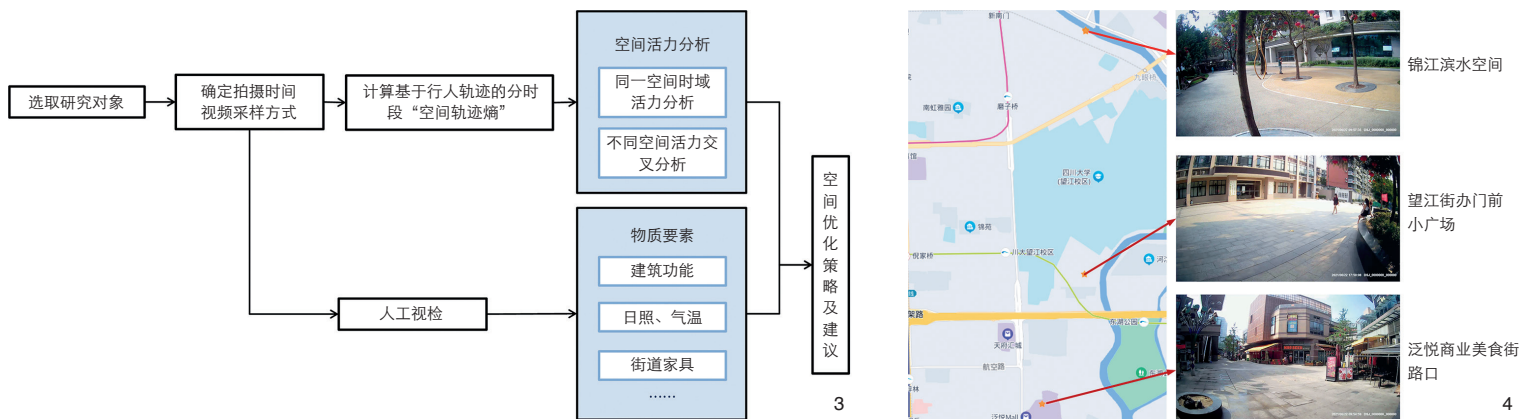 选取研究对象
确定拍摄时间
视频采样方式
计算基于行人轨迹的分时
段“空间轨迹熵”
空间活力分析
同一空间时域
活力分析
不同空间活力交
叉分析
人工视检
物质要素
建筑功能
日照、气温
街道家具
……
空间优化策略及建议
3
新南门
九眼桥
磨子桥
南虹雅园
四川大学
(望江校区)
锦苑
倪家桥
川大望江校区
东湖公园
天府汇城
航空路
泛悦Mall
锦江滨水空间
望江街办门前
小广场
泛悦商业美食街
路口
4